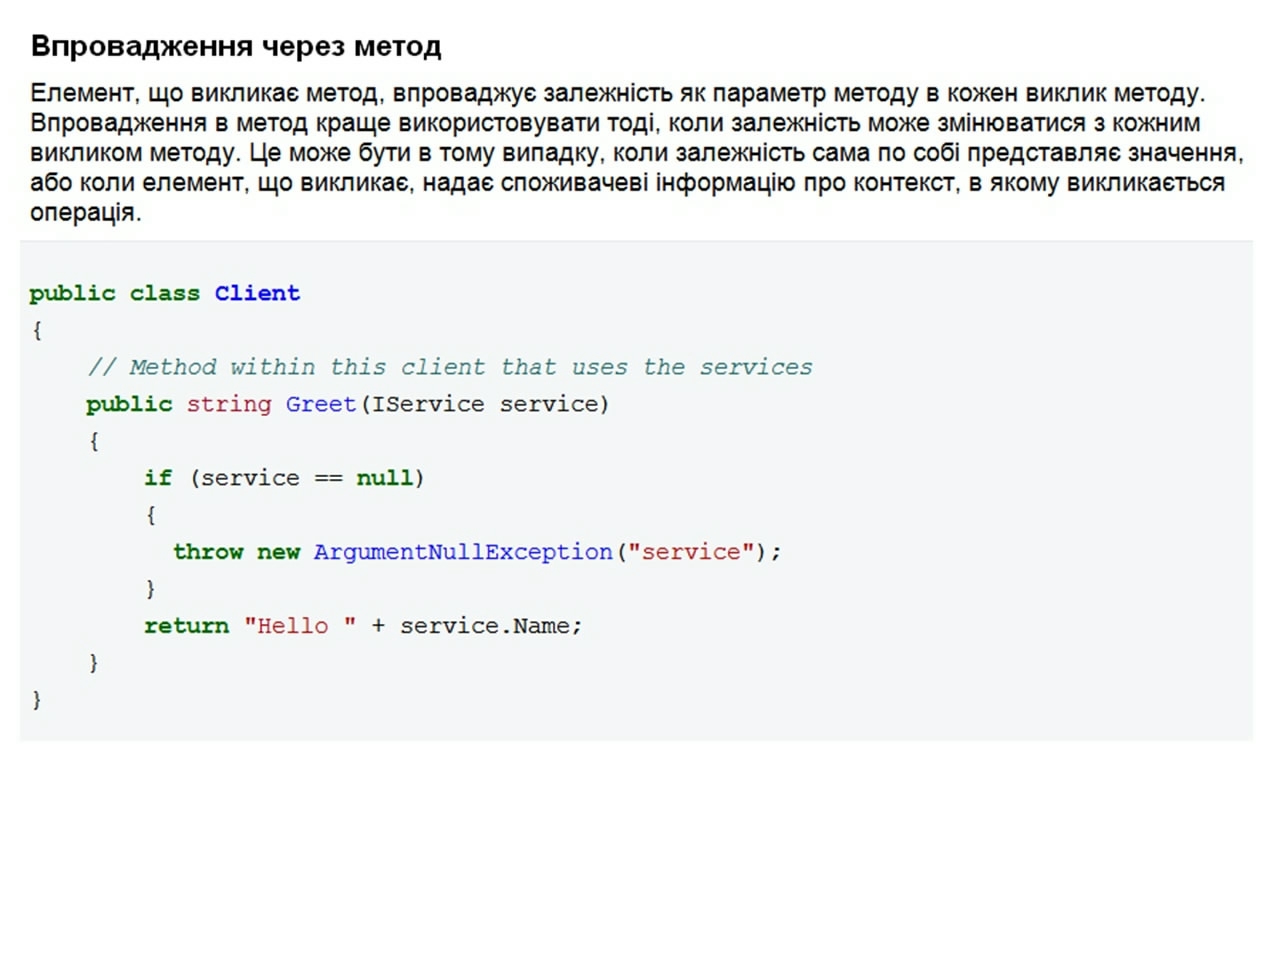 Впровадження через метод
Елемент, що викликає метод, впроваджує залежність як параметр методу в кожен виклик методу.
Впровадження в метод краще використовувати тоді, коли залежність може змінюватися з кожним
викликом методу. Це може бути в тому випадку, коли залежність сама по собі представляє значення,
або коли елемент, що викликає, надає споживачеві інформацію про контекст, в якому викликається
операція.
public class Client
{
// Method within this client that uses the services
public string Greet(IService service)
{
if (service == null)
{
throw new ArgumentNullException("service");
}
return "Hello " + service.Name;
}
}